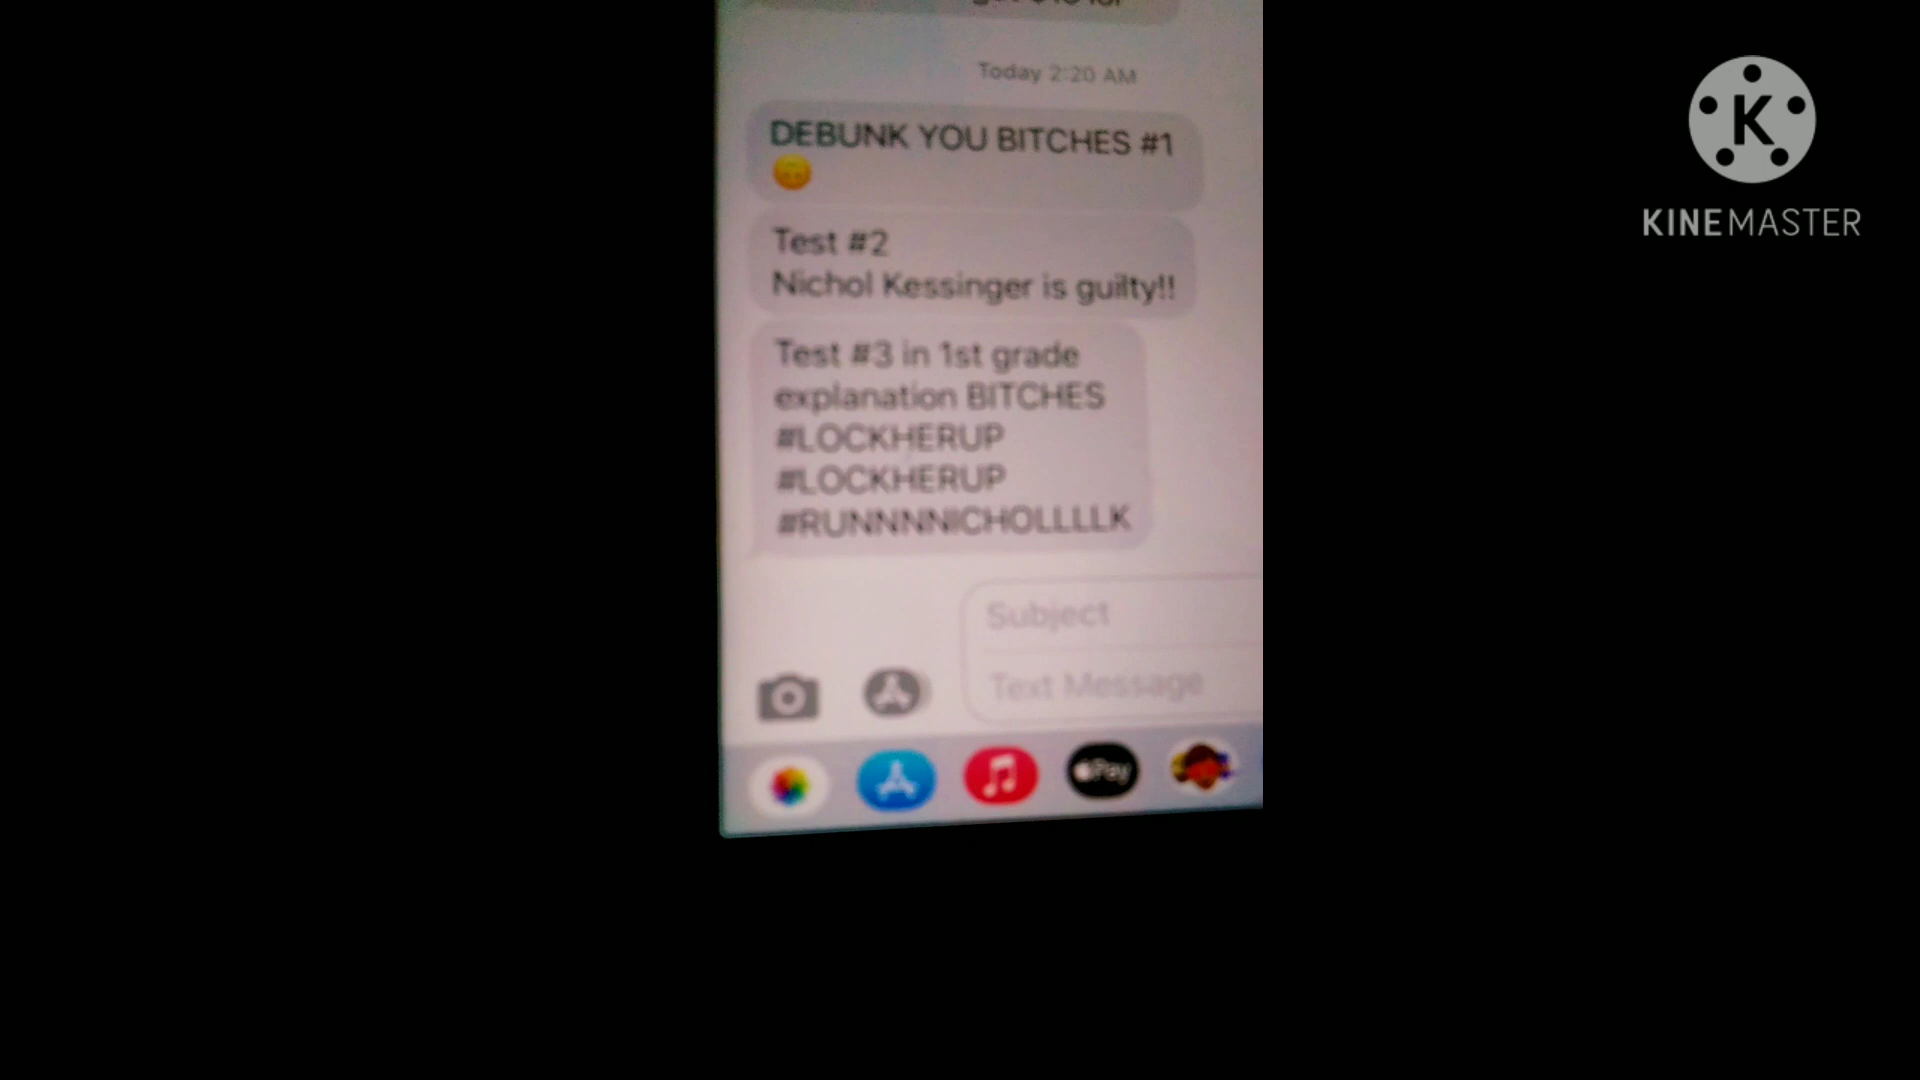 Today 2:20 AM
DEBUNK YOU BITCHES #1
🙃
Test #2
Nichol Kessinger is guilty!!
Test #3 in 1st grade
explanation BITCHES
#LOCKHERUP
#LOCKHERUP
#RUNNNNICHOLLLLK
Subject
Text Message
Pay
K
KINEMASTER